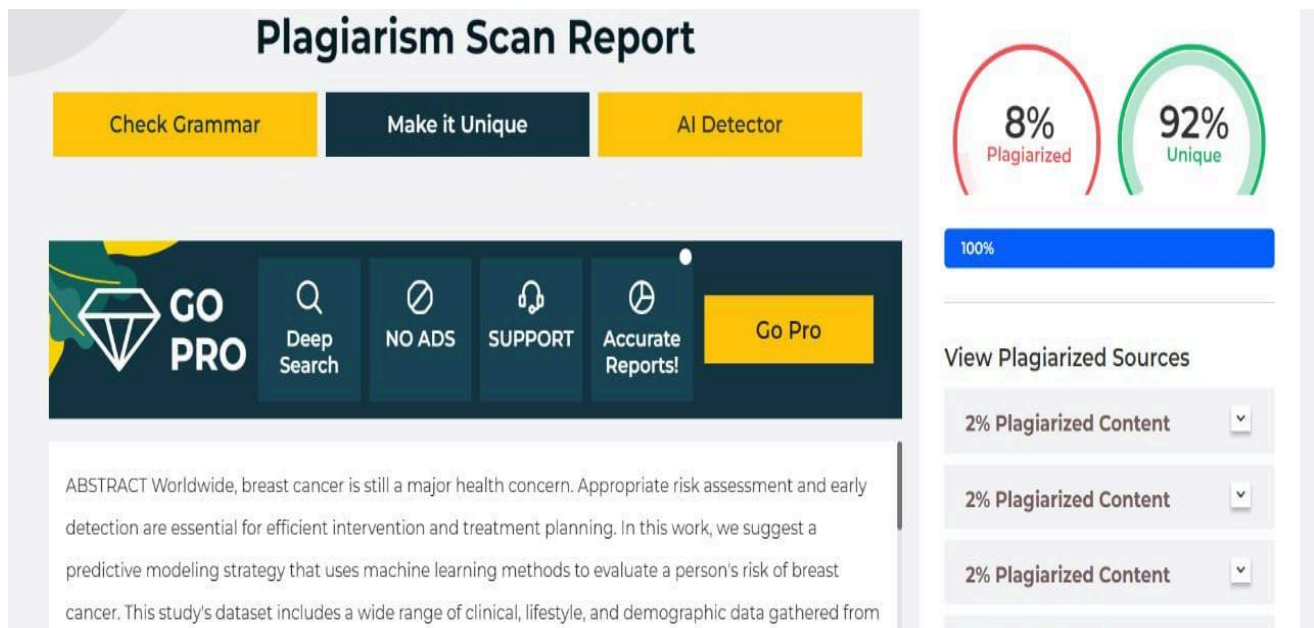 Plagiarism Scan Report
Check Grammar
Make it Unique
AI Detector
GO
PRO
Deep
Search
NO ADS
SUPPORT
Accurate
Reports!
Go Pro
ABSTRACT Worldwide, breast cancer is still a major health concern. Appropriate risk assessment and early
detection are essential for efficient intervention and treatment planning. In this work, we suggest a
predictive modeling strategy that uses machine learning methods to evaluate a person's risk of breast
cancer. This study's dataset includes a wide range of clinical, lifestyle, and demographic data gathered from
8%
Plagiarized
92%
Unique
100%
View Plagiarized Sources
2% Plagiarized Content
2% Plagiarized Content
2% Plagiarized Content